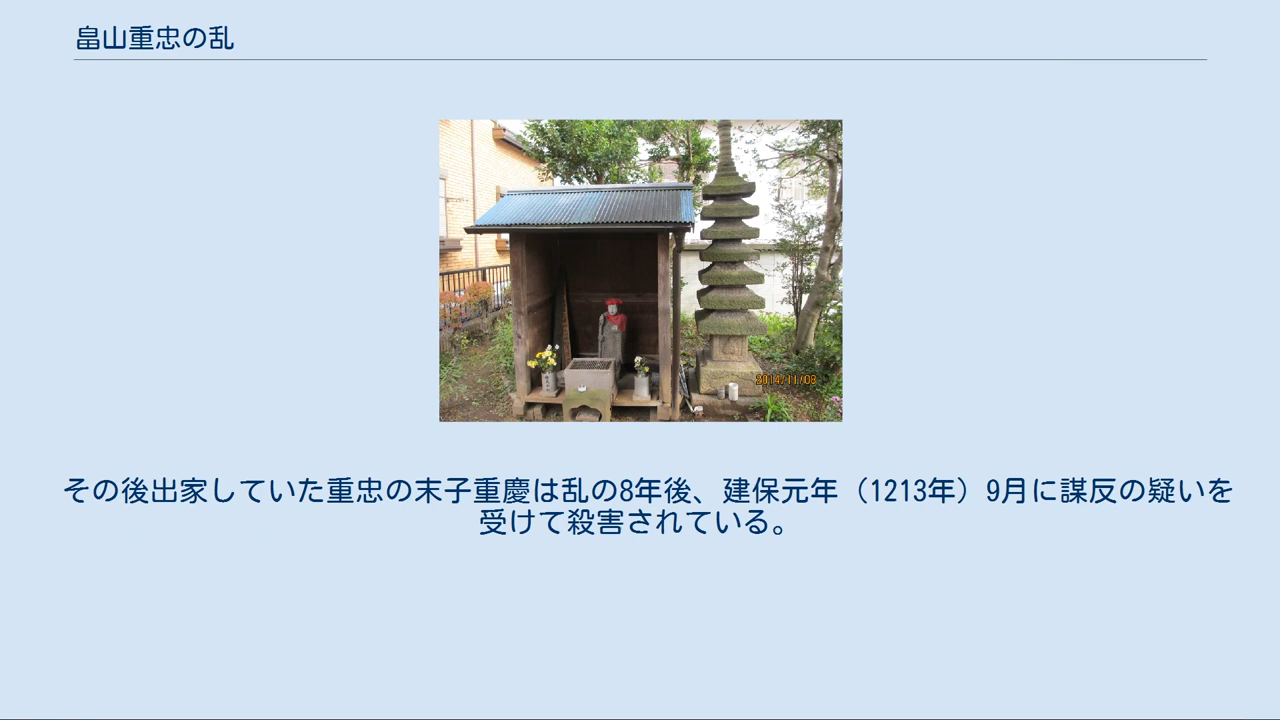 畠山重忠の乱
2014/11/08
その後出家していた重忠の末子重慶は乱の8年後、建保元年（1213年）9月に謀反の疑いを
受けて殺害されている。